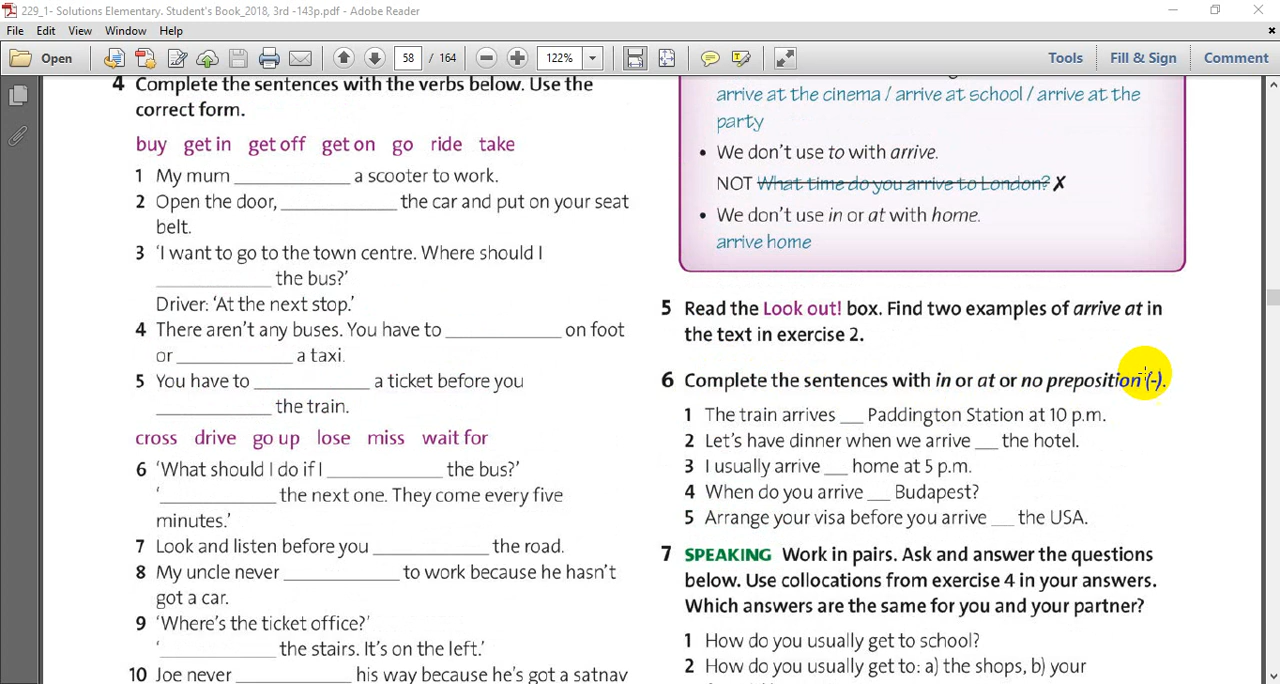 229_1- Solutions Elementary. Student's Book_2018, 3rd -143p.pdf - Adobe Reader
File Edit View Window Help
Open 58 / 164 122% Tools Fill & Sign Comment
4 Complete the sentences with the verbs below. Use the
correct form.
buy get in get off get on go ride take
1 My mum ____________ a scooter to work.
2 Open the door, ____________ the car and put on your seat
belt.
3 'I want to go to the town centre. Where should I
____________ the bus?'
Driver: 'At the next stop.'
4 There aren't any buses. You have to ____________ on foot
or ____________ a taxi.
5 You have to ____________ a ticket before you
____________ the train.
cross drive go up lose miss wait for
6 'What should I do if I ____________ the bus?'
'____________ the next one. They come every five
minutes.'
7 Look and listen before you ____________ the road.
8 My uncle never ____________ to work because he hasn't
got a car.
9 'Where's the ticket office?'
'____________ the stairs. It's on the left.'
10 Joe never ____________ his way because he's got a satnav
arrive at the cinema / arrive at school / arrive at the
party
• We don't use to with arrive.
NOT What time do you arrive to London? ✗
• We don't use in or at with home.
arrive home
5 Read the Look out! box. Find two examples of arrive at in
the text in exercise 2.
6 Complete the sentences with in or at or no preposition (-).
1 The train arrives __ Paddington Station at 10 p.m.
2 Let's have dinner when we arrive __ the hotel.
3 I usually arrive __ home at 5 p.m.
4 When do you arrive __ Budapest?
5 Arrange your visa before you arrive __ the USA.
7 SPEAKING Work in pairs. Ask and answer the questions
below. Use collocations from exercise 4 in your answers.
Which answers are the same for you and your partner?
1 How do you usually get to school?
2 How do you usually get to: a) the shops, b) your